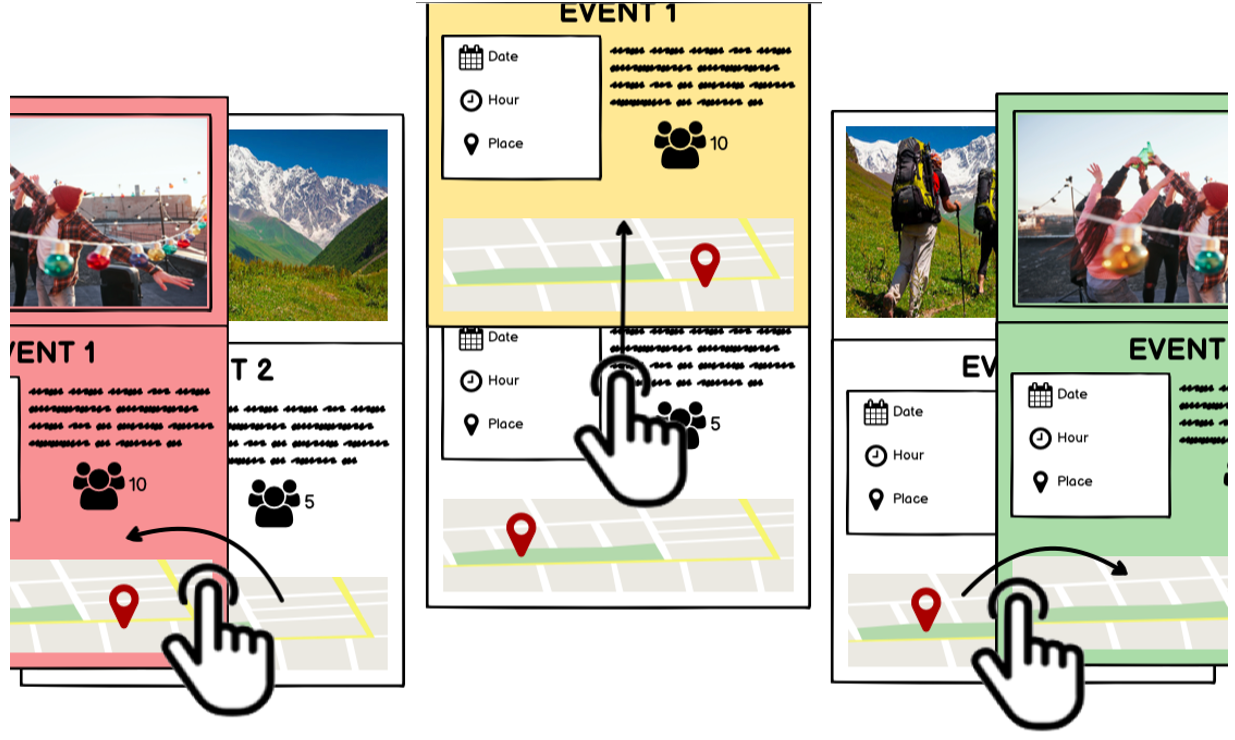 VENT 1
10
T 2
5
EVENT 1
Date
Hour
Place
10
Date
Hour
Place
5
EV
Date
Hour
Place
EVENT
Date
Hour
Place